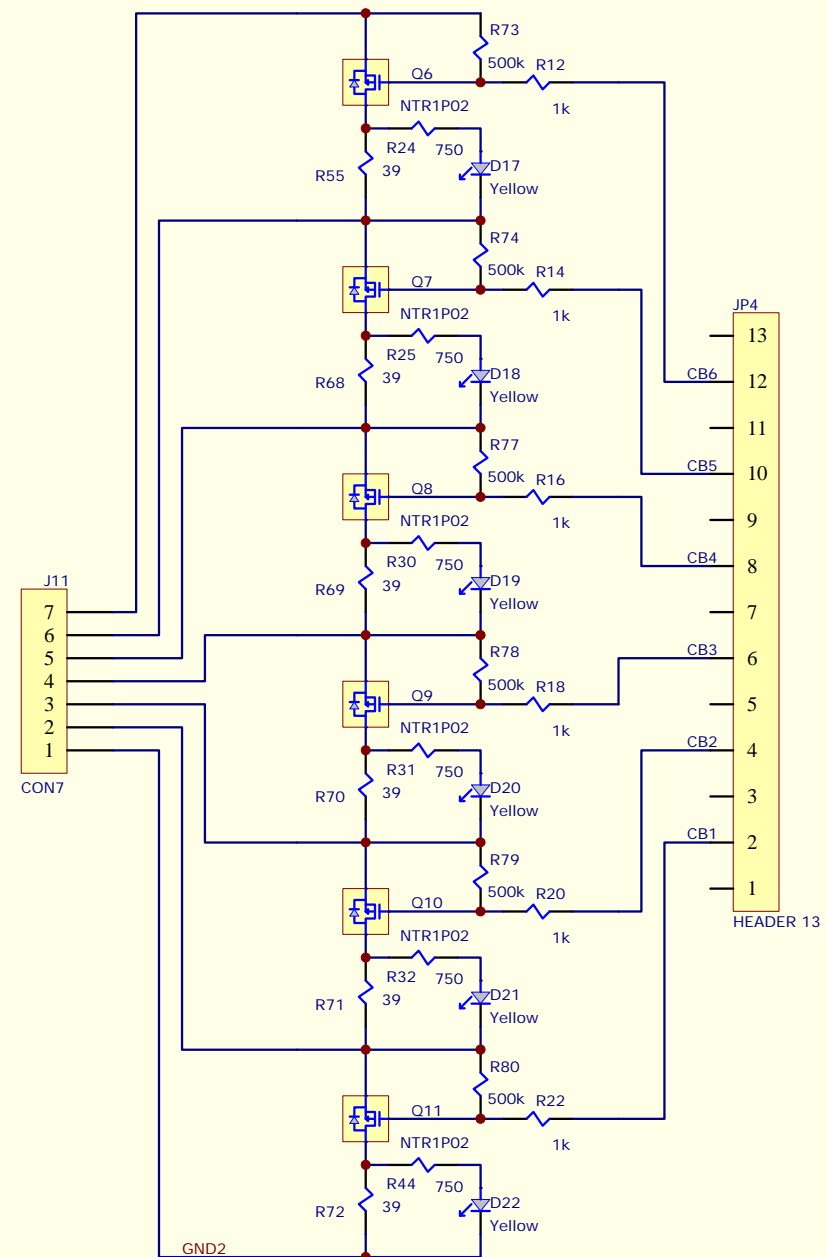 R73
500k
R12
1k
Q6
NTR1P02
R24
750
R55
39
D17
Yellow
R74
500k
R14
1k
Q7
NTR1P02
R25
750
R68
39
D18
Yellow
R77
500k
R16
1k
Q8
NTR1P02
R30
750
R69
39
D19
Yellow
R78
500k
R18
1k
Q9
NTR1P02
R31
750
R70
39
D20
Yellow
R79
500k
R20
1k
Q10
NTR1P02
R32
750
R71
39
D21
Yellow
R80
500k
R22
1k
Q11
NTR1P02
R44
750
R72
39
D22
Yellow
GND2
J11
7
6
5
4
3
2
1
CON7
JP4
13
CB6
12
11
CB5
10
9
CB4
8
7
CB3
6
5
CB2
4
3
CB1
2
1
HEADER 13